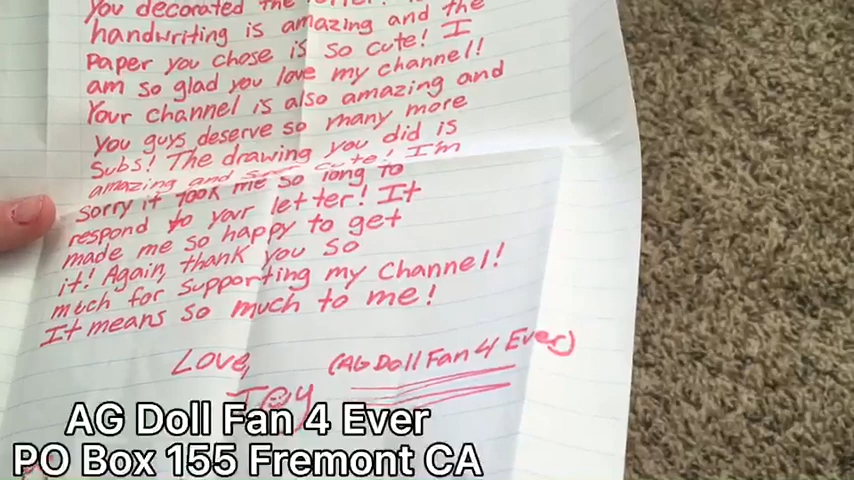 you decorated the letter! the
handwriting is amazing and the
paper you chose is so cute! I
am so glad you love my channel!
Your channel is also amazing and
you guys deserve so many more
subs! The drawing you did is
amazing and super cute! I'm
sorry it took me so long to
respond to your letter! It
made me so happy to get
it! Again, thank you so
much for supporting my channel!
It means so much to me!
Love, (AG Doll Fan 4 Ever)
Joy
AG Doll Fan 4 Ever
PO Box 155 Fremont CA